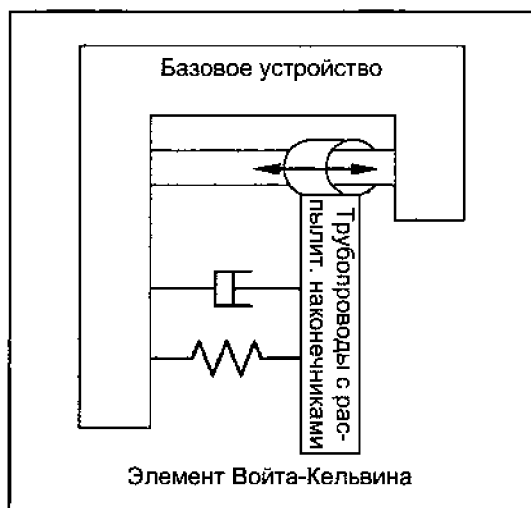 Базовое устройство
Трубопроводы с рас-
пылит. наконечниками
Элемент Войта-Кельвина